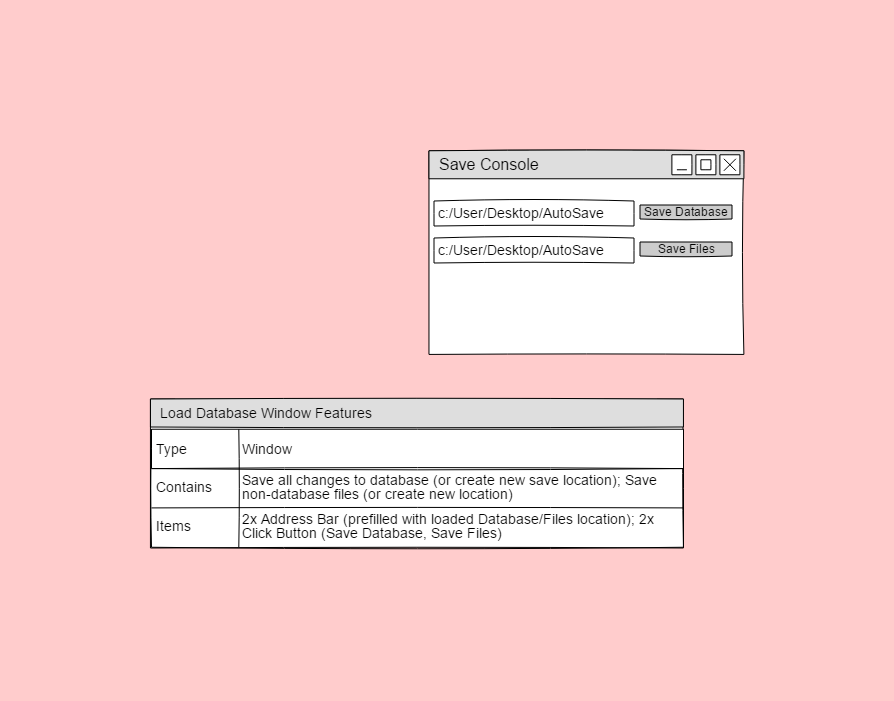 Save Console
c:/User/Desktop/AutoSave
Save Database
c:/User/Desktop/AutoSave
Save Files
Load Database Window Features
Type
Window
Contains
Save all changes to database (or create new save location); Save
non-database files (or create new location)
Items
2x Address Bar (prefilled with loaded Database/Files location); 2x
Click Button (Save Database, Save Files)